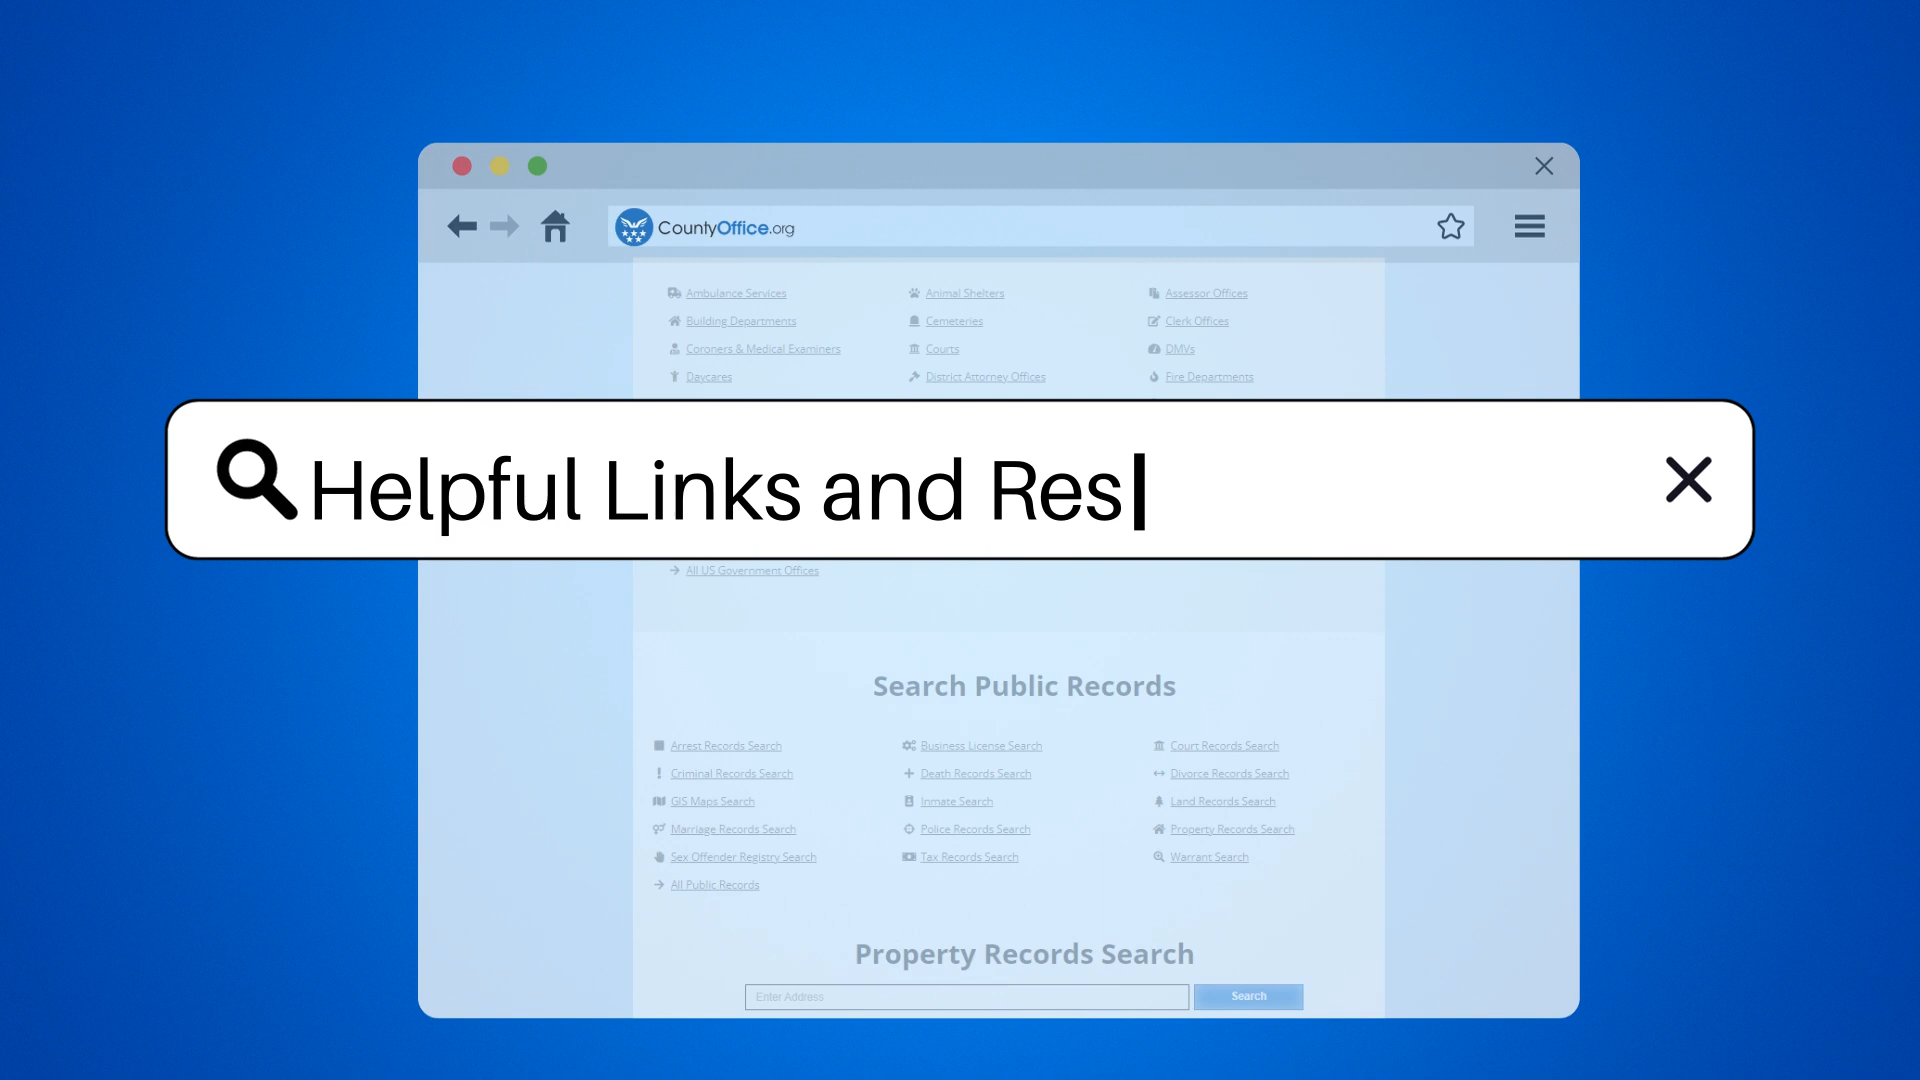 CountyOffice.org
Ambulance Services Animal Shelters Assessor Offices
Building Departments Cemeteries Clerk Offices
Coroners & Medical Examiners Courts DMVs
Daycares District Attorney Offices Fire Departments
Helpful Links and Res
All US Government Offices
Search Public Records
Arrest Records Search Business License Search Court Records Search
Criminal Records Search Death Records Search Divorce Records Search
GIS Maps Search Inmate Search Land Records Search
Marriage Records Search Police Records Search Property Records Search
Sex Offender Registry Search Tax Records Search Warrant Search
All Public Records
Property Records Search
Enter Address Search